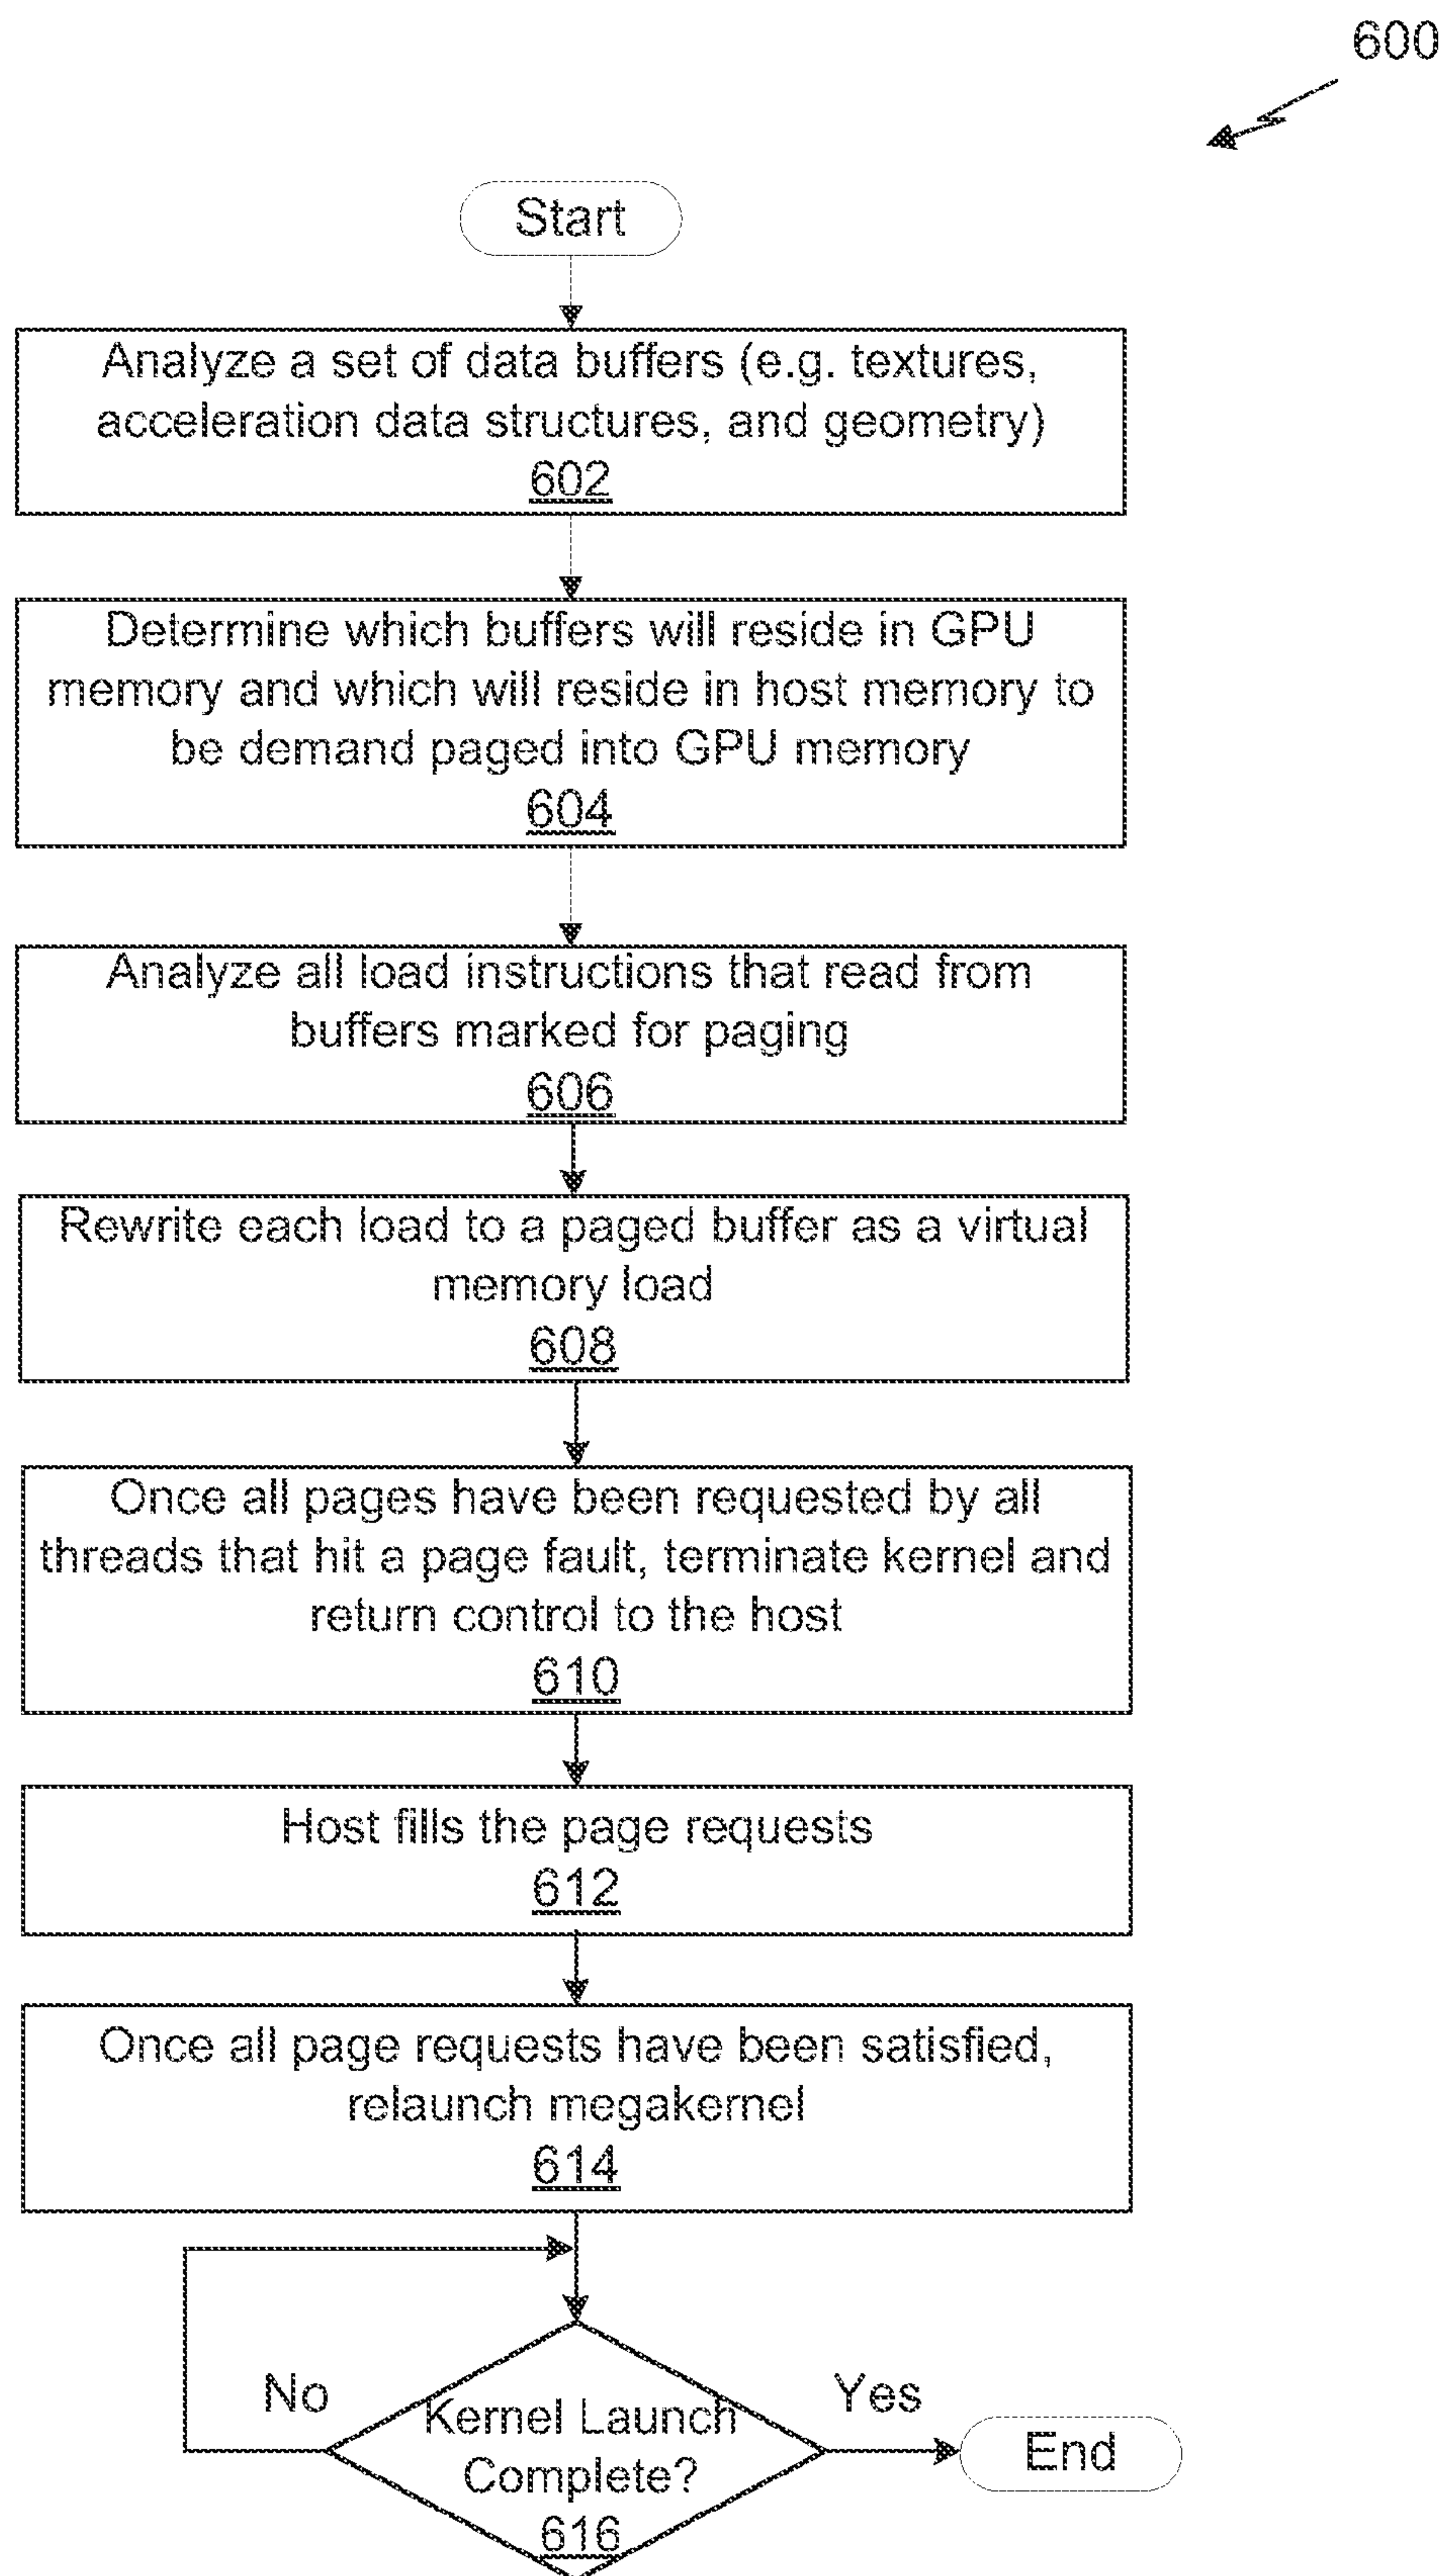 600
Start
Analyze a set of data buffers (e.g. textures,
acceleration data structures, and geometry)
602
Determine which buffers will reside in GPU
memory and which will reside in host memory to
be demand paged into GPU memory
604
Analyze all load instructions that read from
buffers marked for paging
606
Rewrite each load to a paged buffer as a virtual
memory load
608
Once all pages have been requested by all
threads that hit a page fault, terminate kernel and
return control to the host
610
Host fills the page requests
612
Once all page requests have been satisfied,
relaunch megakernel
614
No
Yes
Kernel Launch
Complete?
616
End